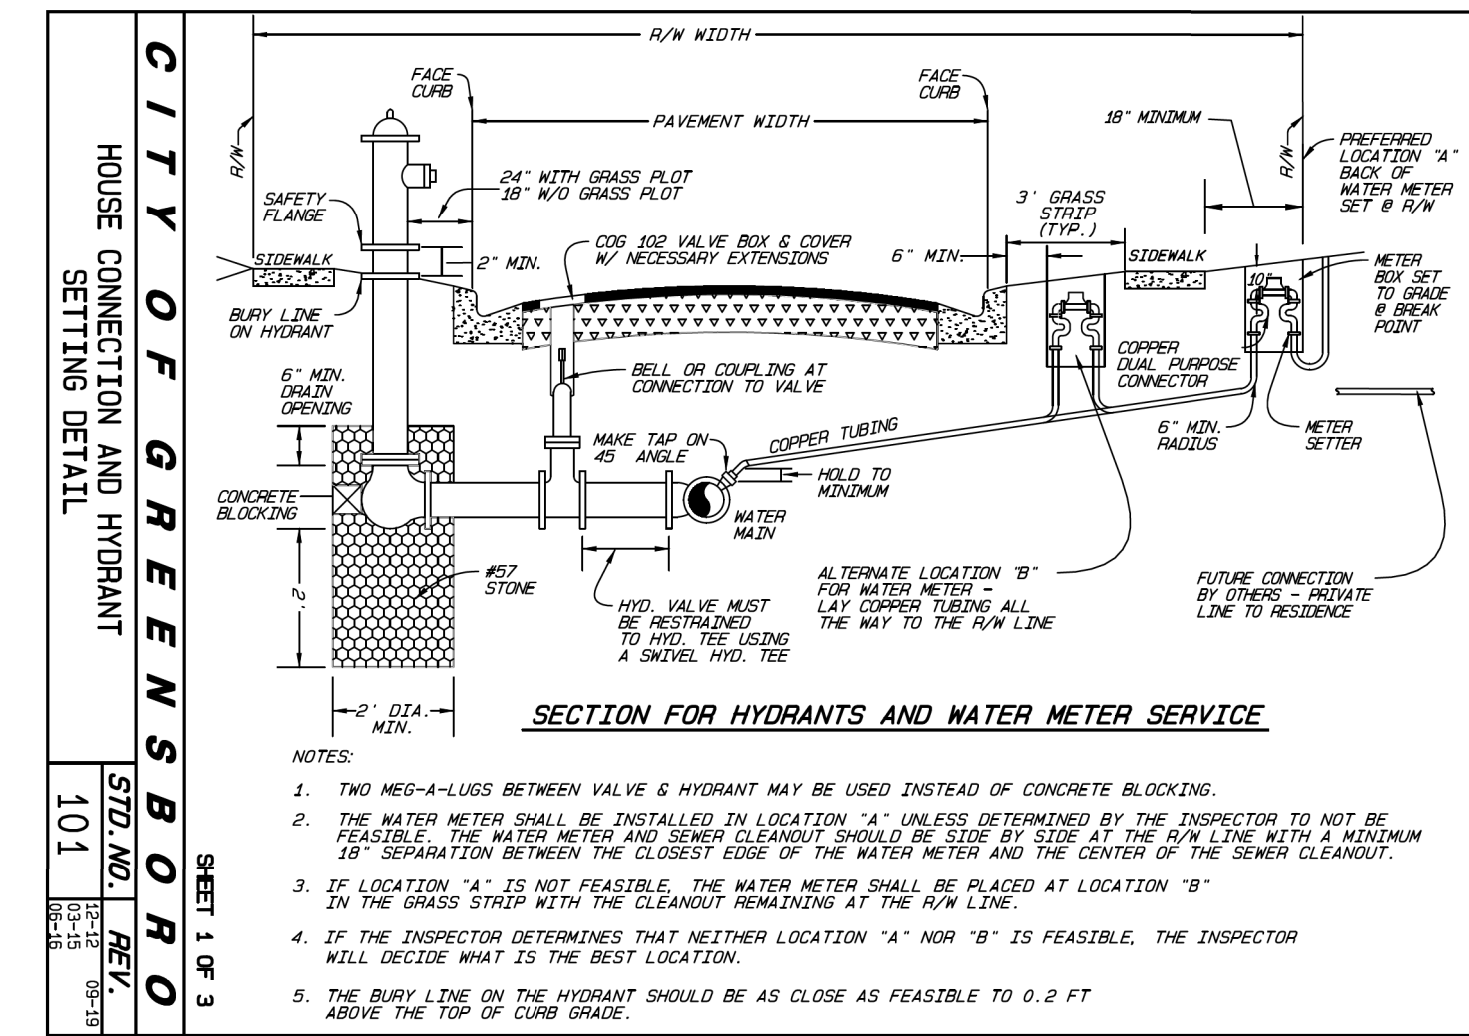 CITY OF GREENSBORO
HOUSE CONNECTION AND HYDRANT
SETTING DETAIL
STD. NO.
101
REV.
12-12 09-19
03-15
06-16
SHEET 1 OF 3
R/W WIDTH
FACE
CURB
FACE
CURB
PAVEMENT WIDTH
18" MINIMUM
R/W
R/W
PREFERRED
LOCATION "A"
BACK OF
WATER METER
SET @ R/W
24" WITH GRASS PLOT
18" W/O GRASS PLOT
SAFETY
FLANGE
3' GRASS
STRIP
(TYP.)
SIDEWALK
2" MIN.
COG 102 VALVE BOX & COVER
W/ NECESSARY EXTENSIONS
6" MIN.
SIDEWALK
10"
METER
BOX SET
TO GRADE
@ BREAK
POINT
BURY LINE
ON HYDRANT
6" MIN.
DRAIN
OPENING
BELL OR COUPLING AT
CONNECTION TO VALVE
COPPER
DUAL PURPOSE
CONNECTOR
MAKE TAP ON
45 ANGLE
COPPER TUBING
6" MIN.
RADIUS
METER
SETTER
HOLD TO
MINIMUM
CONCRETE
BLOCKING
WATER
MAIN
#57
STONE
2'
HYD. VALVE MUST
BE RESTRAINED
TO HYD. TEE USING
A SWIVEL HYD. TEE
ALTERNATE LOCATION "B"
FOR WATER METER -
LAY COPPER TUBING ALL
THE WAY TO THE R/W LINE
FUTURE CONNECTION
BY OTHERS - PRIVATE
LINE TO RESIDENCE
2' DIA.
MIN.
SECTION FOR HYDRANTS AND WATER METER SERVICE
NOTES:
1. TWO MEG-A-LUGS BETWEEN VALVE & HYDRANT MAY BE USED INSTEAD OF CONCRETE BLOCKING.
2. THE WATER METER SHALL BE INSTALLED IN LOCATION "A" UNLESS DETERMINED BY THE INSPECTOR TO NOT BE
FEASIBLE. THE WATER METER AND SEWER CLEANOUT SHOULD BE SIDE BY SIDE AT THE R/W LINE WITH A MINIMUM
18" SEPARATION BETWEEN THE CLOSEST EDGE OF THE WATER METER AND THE CENTER OF THE SEWER CLEANOUT.
3. IF LOCATION "A" IS NOT FEASIBLE, THE WATER METER SHALL BE PLACED AT LOCATION "B"
IN THE GRASS STRIP WITH THE CLEANOUT REMAINING AT THE R/W LINE.
4. IF THE INSPECTOR DETERMINES THAT NEITHER LOCATION "A" NOR "B" IS FEASIBLE, THE INSPECTOR
WILL DECIDE WHAT IS THE BEST LOCATION.
5. THE BURY LINE ON THE HYDRANT SHOULD BE AS CLOSE AS FEASIBLE TO 0.2 FT
ABOVE THE TOP OF CURB GRADE.